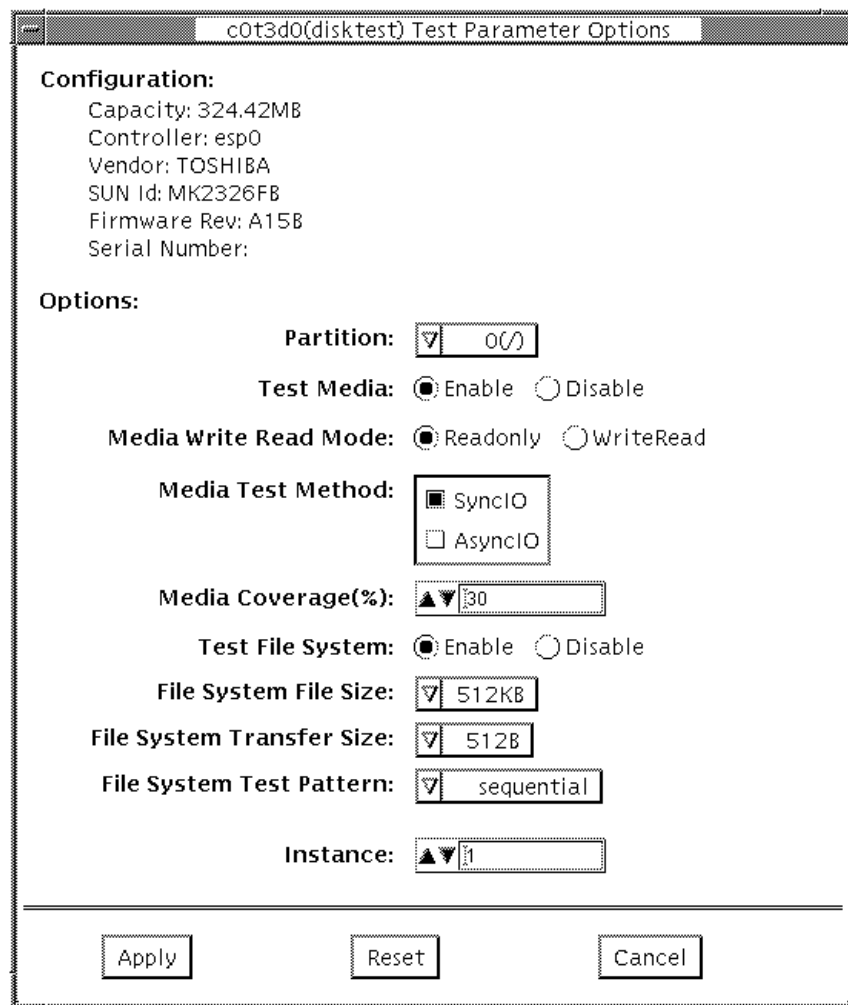 c0t3d0(disktest) Test Parameter Options
Configuration:
Capacity: 324.42MB
Controller: esp0
Vendor: TOSHIBA
SUN Id: MK2326FB
Firmware Rev: A15B
Serial Number:
Options:
Partition: 0(/)
Test Media: Enable Disable
Media Write Read Mode: Readonly WriteRead
Media Test Method: SyncIO
AsyncIO
Media Coverage(%): 30
Test File System: Enable Disable
File System File Size: 512KB
File System Transfer Size: 512B
File System Test Pattern: sequential
Instance: 1
Apply Reset Cancel